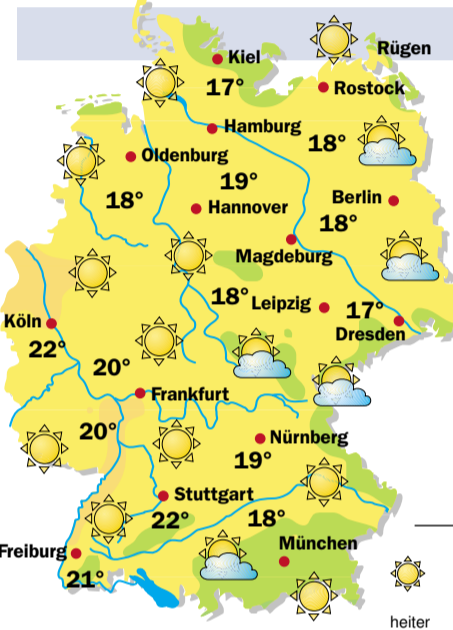 Kiel
Rügen
17°
Rostock
Hamburg
18°
Oldenburg
19°
18°
Berlin
Hannover
18°
Magdeburg
18°
Leipzig
17°
Köln
Dresden
22°
20°
Frankfurt
20°
Nürnberg
19°
Stuttgart
22°
18°
München
Freiburg
21°
heiter